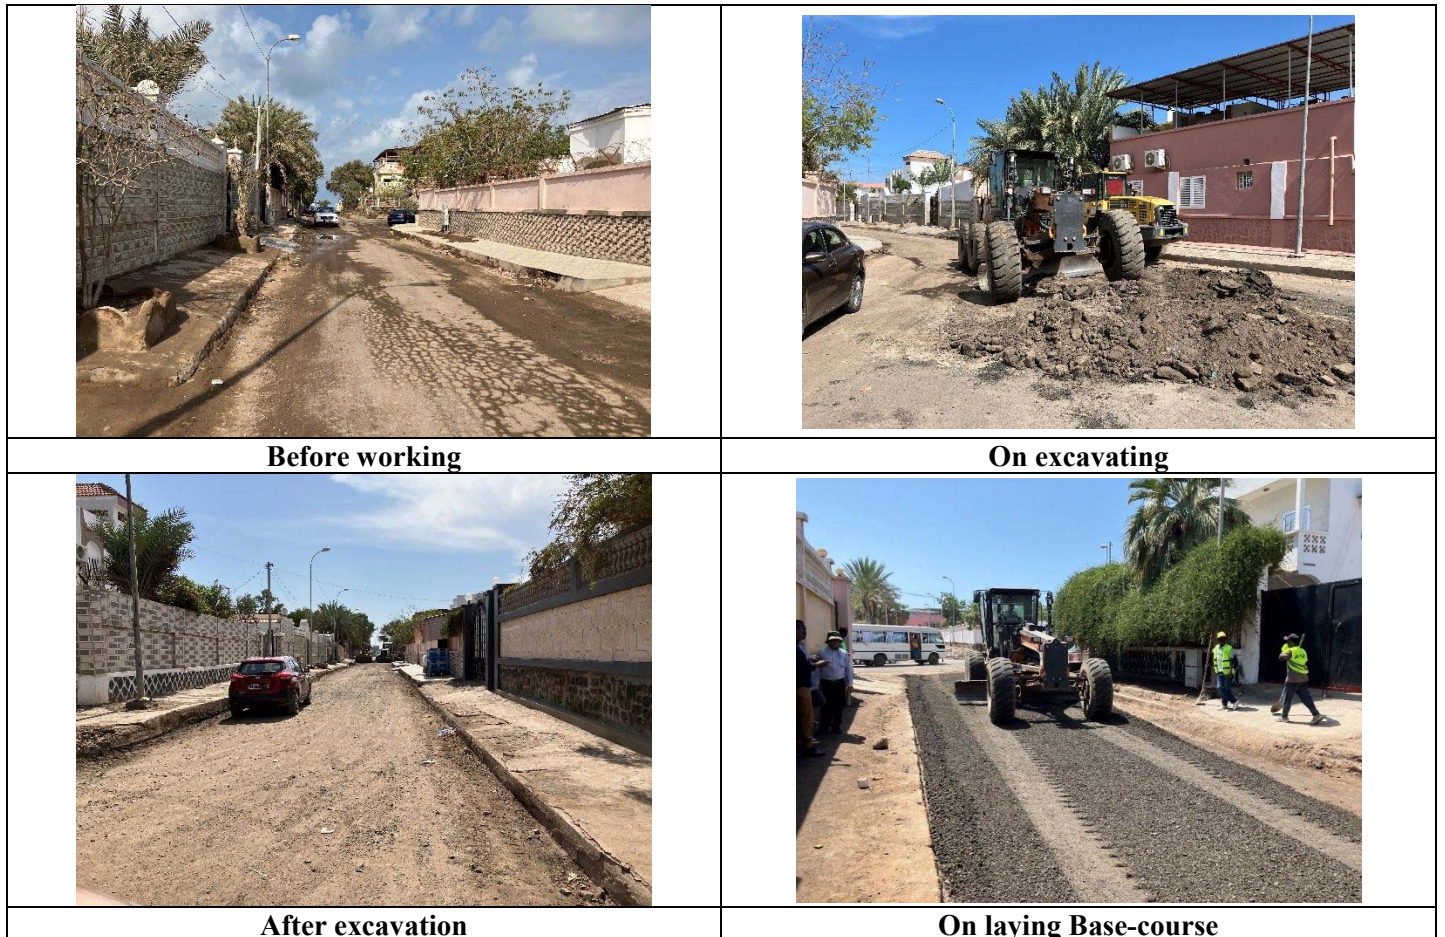 Before working
On excavating
After excavation
On laying Base-course